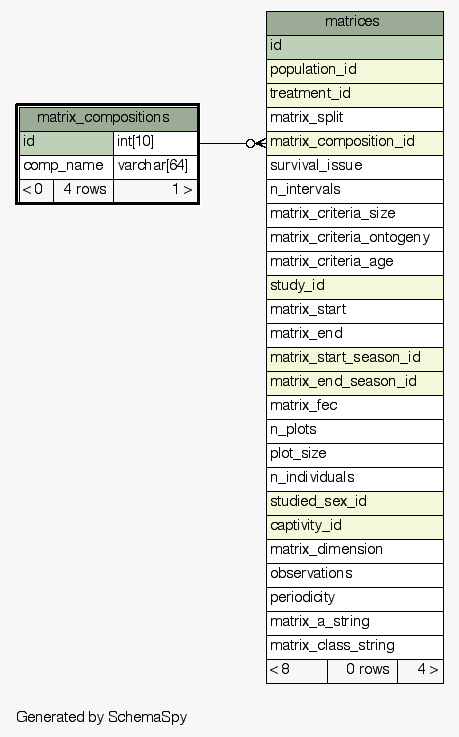 matrices
id
population_id
treatment_id
matrix_split
matrix_composition_id
survival_issue
n_intervals
matrix_criteria_size
matrix_criteria_ontogeny
matrix_criteria_age
study_id
matrix_start
matrix_end
matrix_start_season_id
matrix_end_season_id
matrix_fec
n_plots
plot_size
n_individuals
studied_sex_id
captivity_id
matrix_dimension
observations
periodicity
matrix_a_string
matrix_class_string
< 8 0 rows 4 >
matrix_compositions
id int[10]
comp_name varchar[64]
< 0 4 rows 1 >
Generated by SchemaSpy